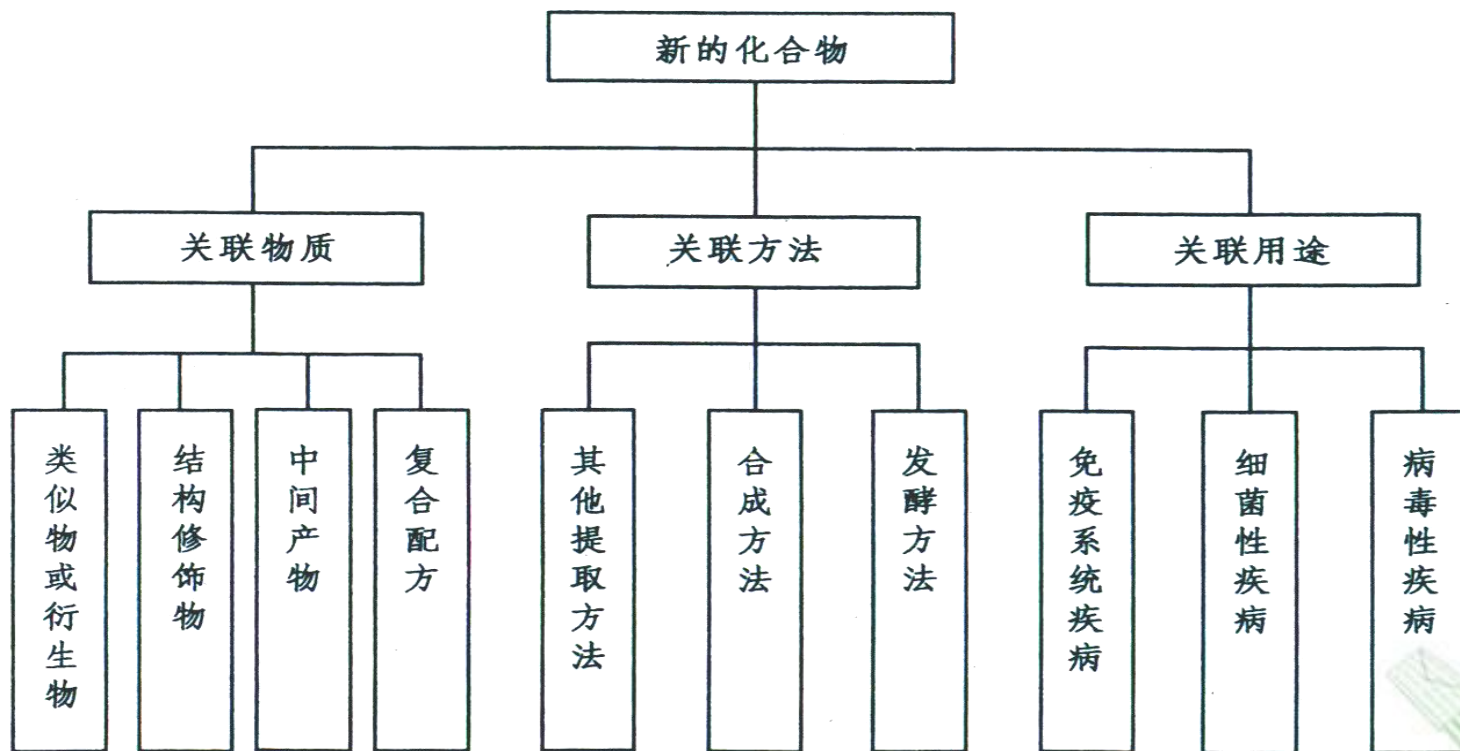 新的化合物
关联物质
关联方法
关联用途
类似物或衍生物
结构修饰物
中间产物
复合配方
其他提取方法
合成方法
发酵方法
免疫系统疾病
细菌性疾病
病毒性疾病